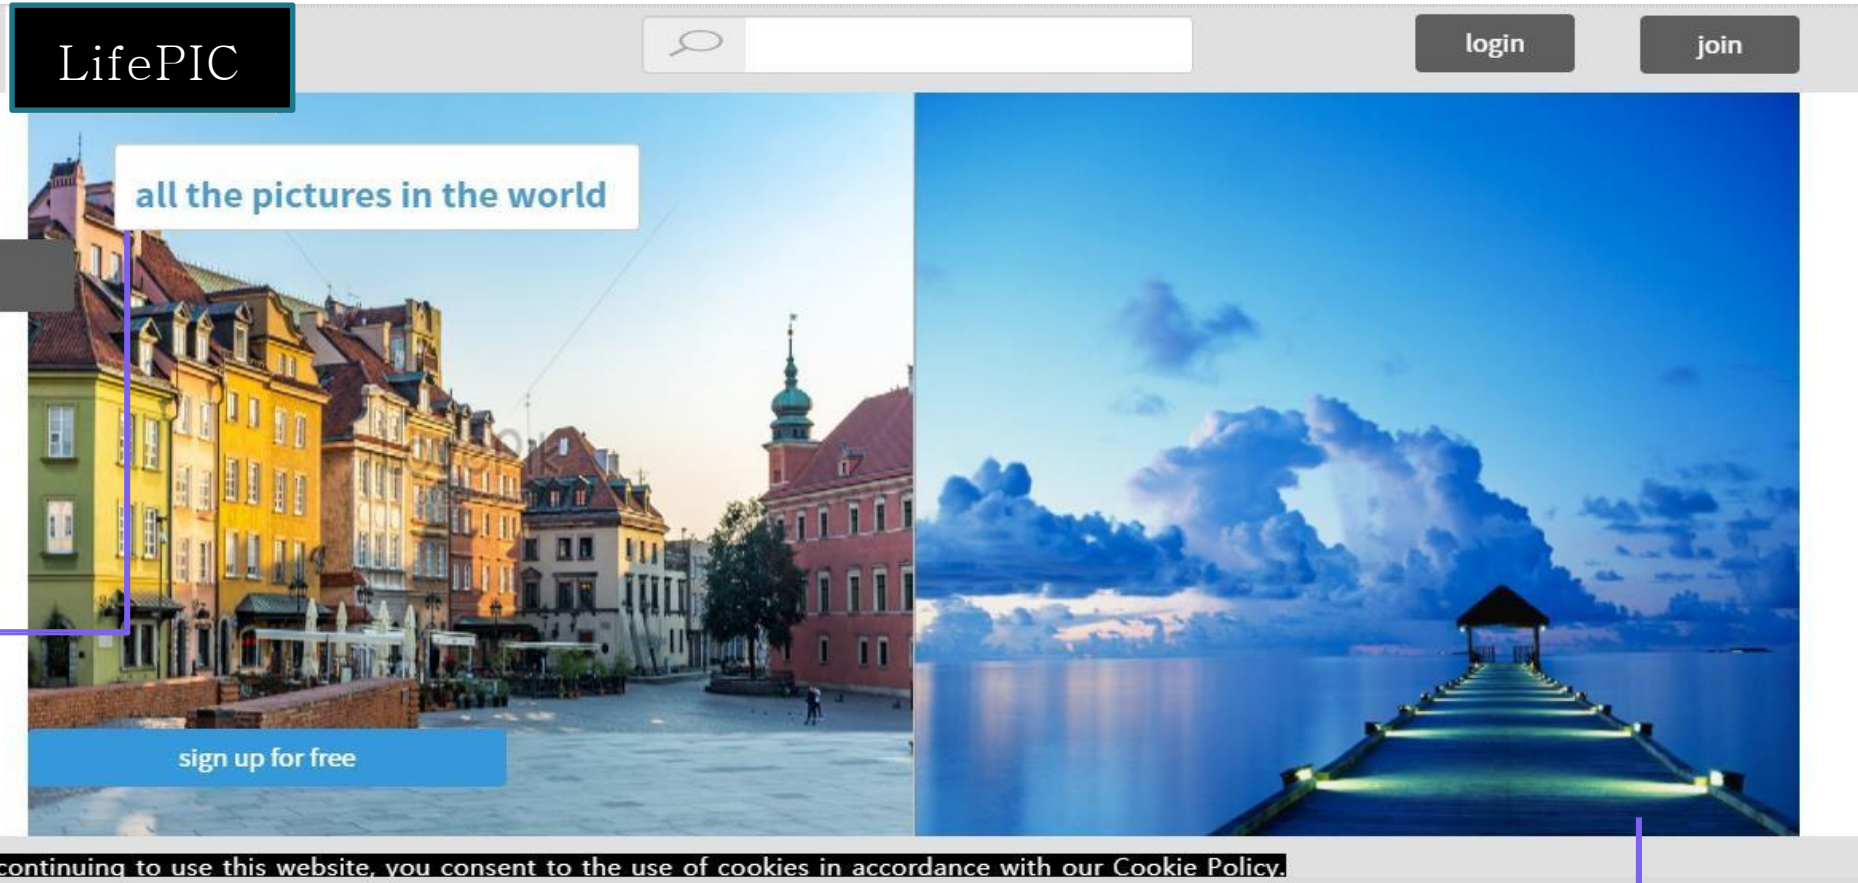 LifePIC
login
join
all the pictures in the world
sign up for free
continuing to use this website, you consent to the use of cookies in accordance with our Cookie Policy.